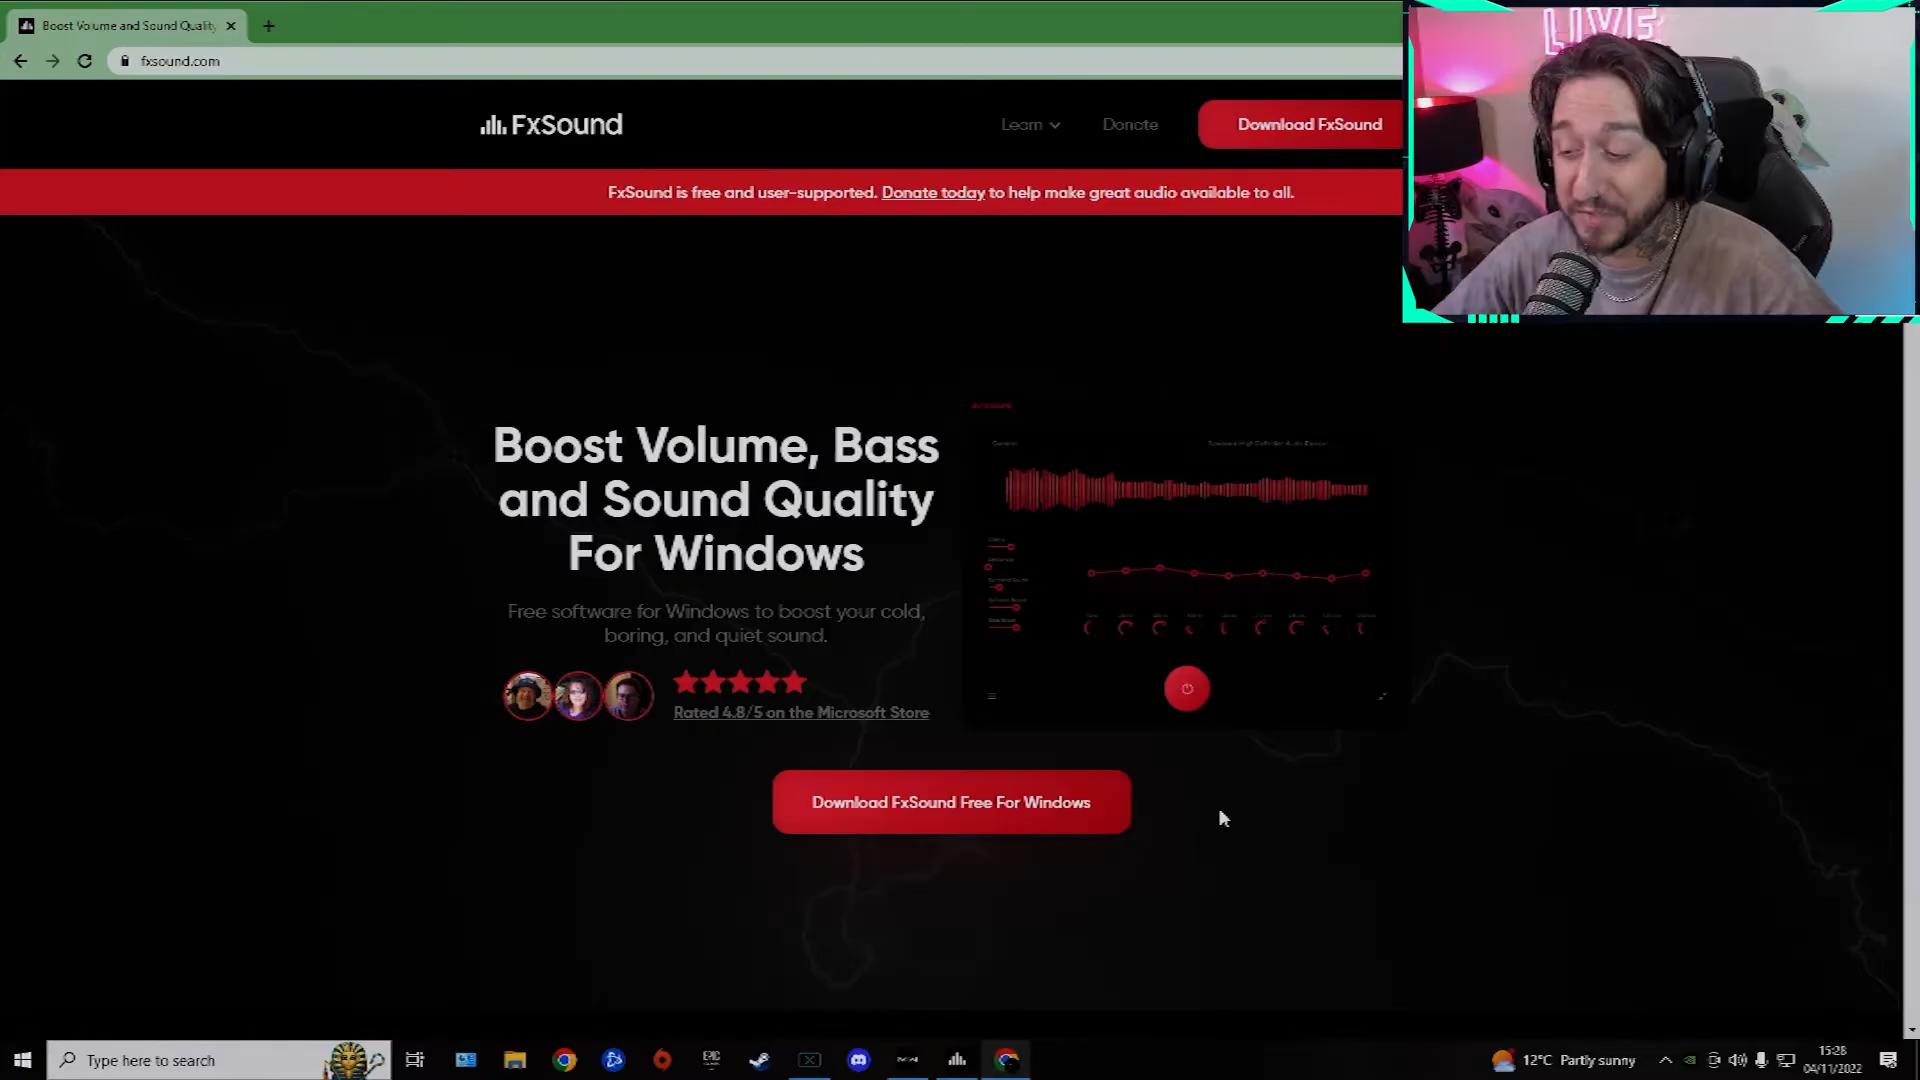 Boost Volume and Sound Quality
fxsound.com
LIVE
FxSound
Learn
Donate
Download FxSound
FxSound is free and user-supported. Donate today to help make great audio available to all.
Boost Volume, Bass
and Sound Quality
For Windows
Free software for Windows to boost your cold,
boring, and quiet sound.
Rated 4.8/5 on the Microsoft Store
General
Download FxSound Free For Windows
Type here to search
EPIC
12°C Partly sunny
15:28
04/11/2022